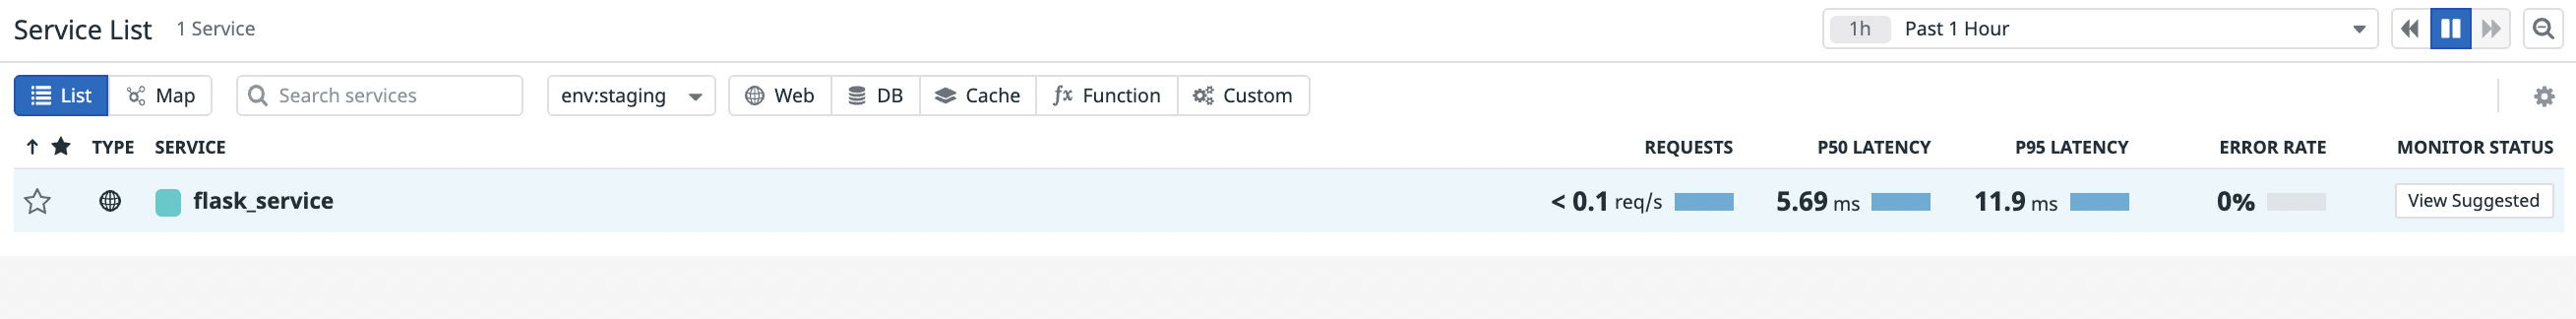 Service List 1 Service 1h Past 1 Hour
List Map Search services env:staging Web DB Cache Function Custom
TYPE SERVICE REQUESTS P50 LATENCY P95 LATENCY ERROR RATE MONITOR STATUS
flask_service < 0.1 req/s 5.69 ms 11.9 ms 0% View Suggested